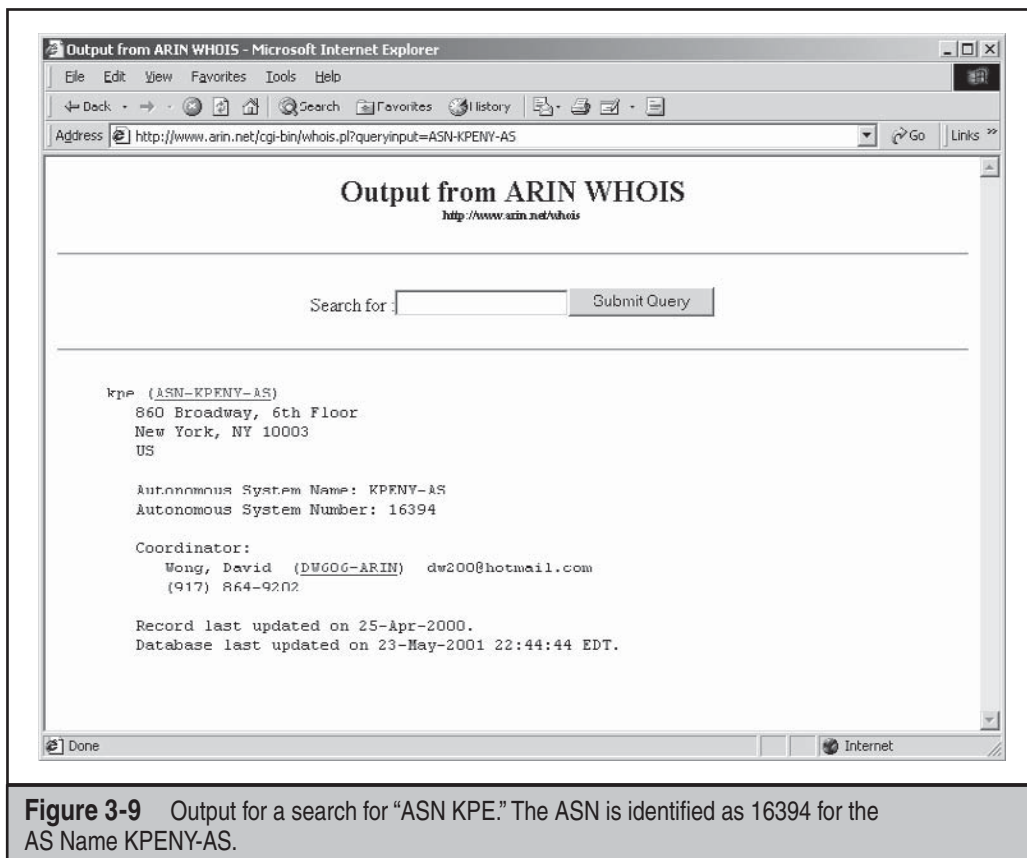 Output from ARIN WHOIS - Microsoft Internet Explorer
File Edit View Favorites Tools Help
Back Search Favorites History
Address http://www.arin.net/cgi-bin/whois.pl?queryinput=ASN-KPENY-AS Go Links »
Output from ARIN WHOIS
http://www.arin.net/whois
Search for : Submit Query
kpe (ASN-KPENY-AS)
860 Broadway, 6th Floor
New York, NY 10003
US
Autonomous System Name: KPENY-AS
Autonomous System Number: 16394
Coordinator:
Wong, David (DW606-ARIN) dw200@hotmail.com
(917) 864-9202
Record last updated on 25-Apr-2000.
Database last updated on 23-May-2001 22:44:44 EDT.
Done Internet
Figure 3-9 Output for a search for “ASN KPE.” The ASN is identified as 16394 for the
AS Name KPENY-AS.